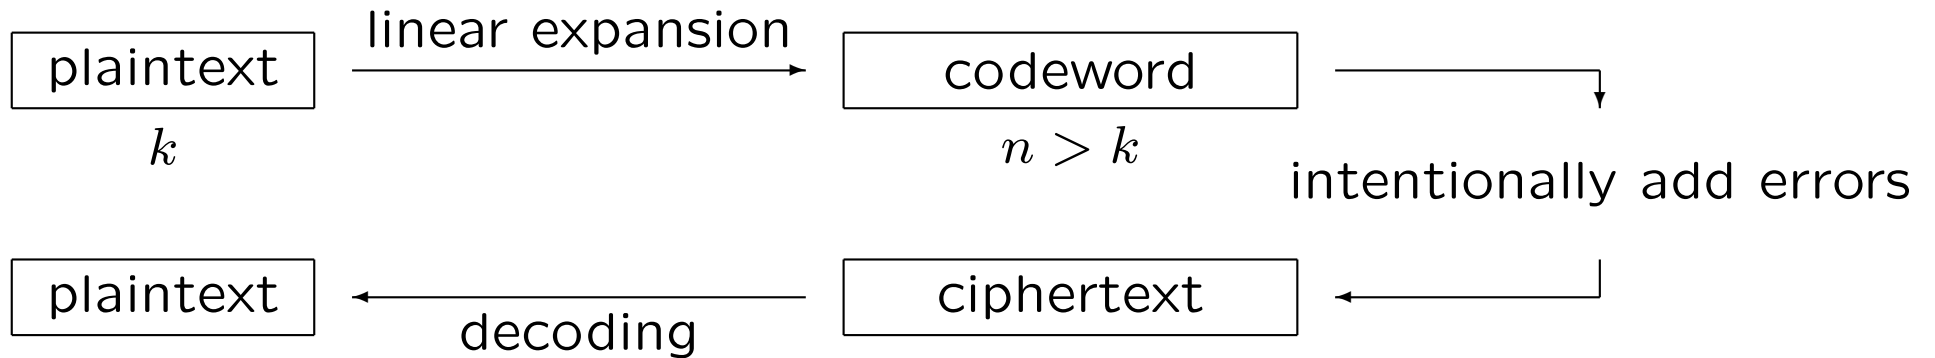 linear expansion
plaintext
codeword
k
n > k
intentionally add errors
plaintext
ciphertext
decoding